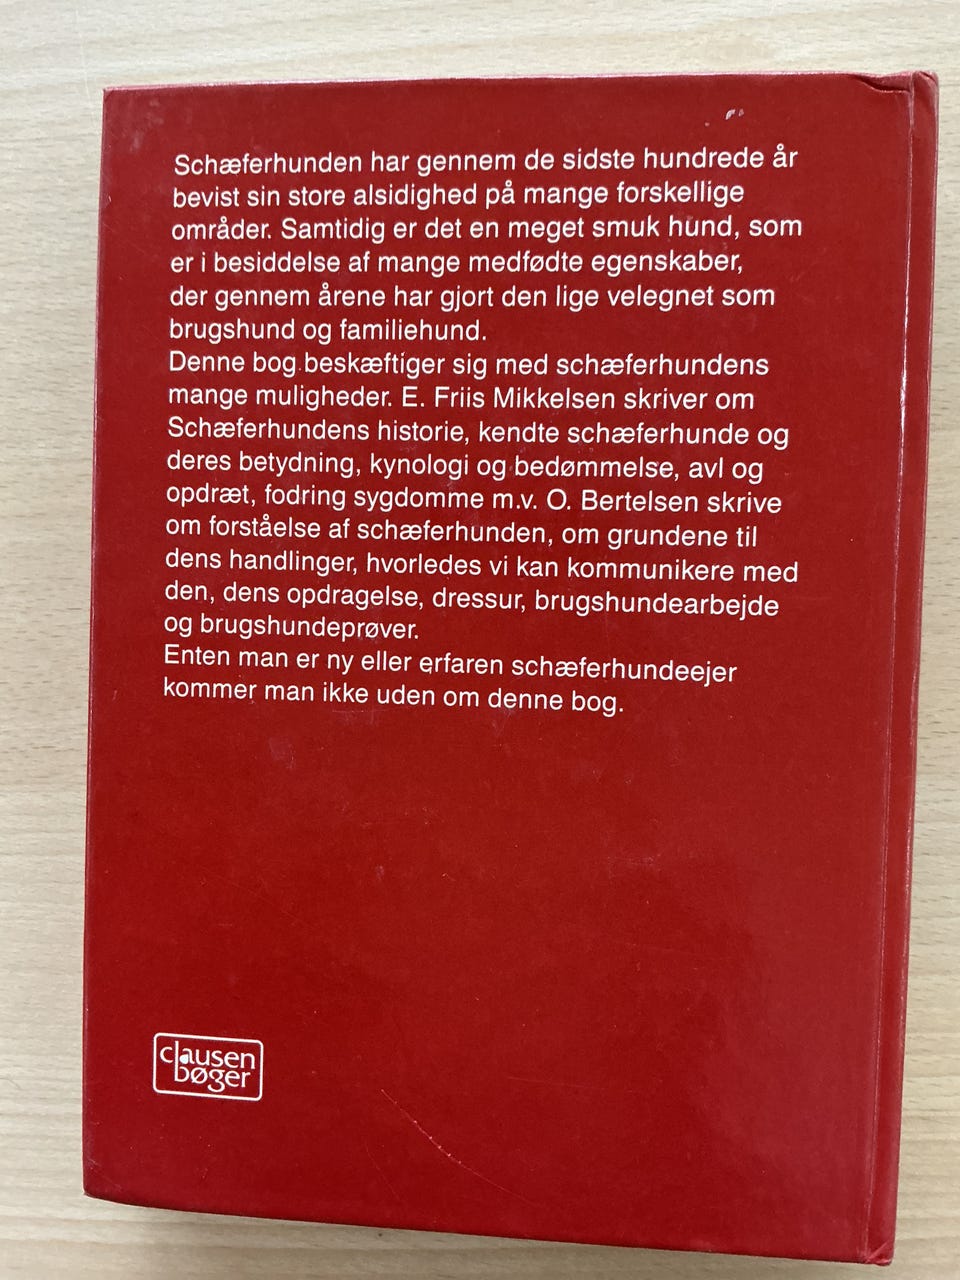 Schæferhunden har gennem de sidste hundrede år
bevist sin store alsidighed på mange forskellige
områder. Samtidig er det en meget smuk hund, som
er i besiddelse af mange medfødte egenskaber,
der gennem årene har gjort den lige velegnet som
brugshund og familiehund.
Denne bog beskæftiger sig med schæferhundens
mange muligheder. E. Friis Mikkelsen skriver om
Schæferhundens historie, kendte schæferhunde og
deres betydning, kynologi og bedømmelse, avl og
opdræt, fodring sygdomme m.v. O. Bertelsen skrive
om forståelse af schæferhunden, om grundene til
dens handlinger, hvorledes vi kan kommunikere med
den, dens opdragelse, dressur, brugshundearbejde
og brugshundeprøver.
Enten man er ny eller erfaren schæferhundeejer
kommer man ikke uden om denne bog.
clausen
bøger